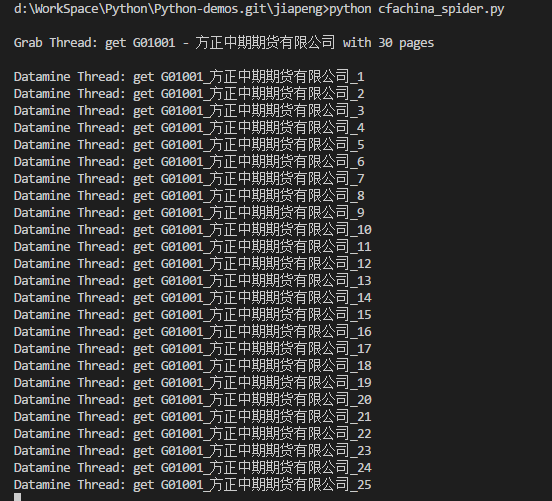 d:\WorkSpace\Python\Python-demos.git\jiapeng>python cfachina_spider.py
Grab Thread: get G01001 - 方正中期期货有限公司 with 30 pages
Datamine Thread: get G01001_方正中期期货有限公司_1
Datamine Thread: get G01001_方正中期期货有限公司_2
Datamine Thread: get G01001_方正中期期货有限公司_3
Datamine Thread: get G01001_方正中期期货有限公司_4
Datamine Thread: get G01001_方正中期期货有限公司_5
Datamine Thread: get G01001_方正中期期货有限公司_6
Datamine Thread: get G01001_方正中期期货有限公司_7
Datamine Thread: get G01001_方正中期期货有限公司_8
Datamine Thread: get G01001_方正中期期货有限公司_9
Datamine Thread: get G01001_方正中期期货有限公司_10
Datamine Thread: get G01001_方正中期期货有限公司_11
Datamine Thread: get G01001_方正中期期货有限公司_12
Datamine Thread: get G01001_方正中期期货有限公司_13
Datamine Thread: get G01001_方正中期期货有限公司_14
Datamine Thread: get G01001_方正中期期货有限公司_15
Datamine Thread: get G01001_方正中期期货有限公司_16
Datamine Thread: get G01001_方正中期期货有限公司_17
Datamine Thread: get G01001_方正中期期货有限公司_18
Datamine Thread: get G01001_方正中期期货有限公司_19
Datamine Thread: get G01001_方正中期期货有限公司_20
Datamine Thread: get G01001_方正中期期货有限公司_21
Datamine Thread: get G01001_方正中期期货有限公司_22
Datamine Thread: get G01001_方正中期期货有限公司_23
Datamine Thread: get G01001_方正中期期货有限公司_24
Datamine Thread: get G01001_方正中期期货有限公司_25